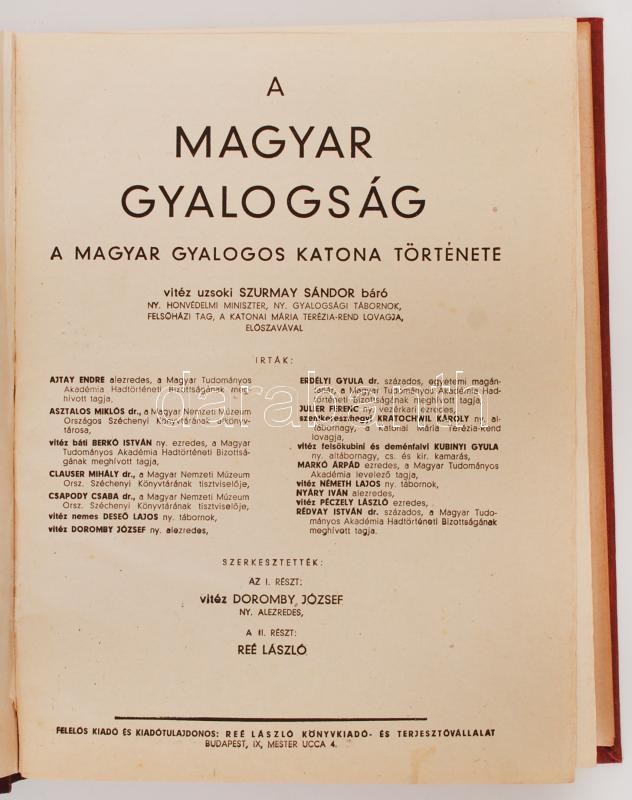 A
MAGYAR
GYALOGSÁG
A MAGYAR GYALOGOS KATONA TÖRTÉNETE
vitéz uzsoki SZURMAY SÁNDOR báró
NY. HONVÉDELMI MINISZTER, NY. GYALOGSÁGI TÁBORNOK,
FELSŐHÁZI TAG, A KATONAI MÁRIA TERÉZIA-REND LOVAGJA,
ELŐSZAVÁVAL
IRTÁK:
AJTAY ENDRE alezredes, a Magyar Tudományos
Akadémia Hadtörténeti Bizottságának meg-
hívott tagja,
ASZTALOS MIKLÓS dr., a Magyar Nemzeti Múzeum
Országos Széchenyi Könyvtárának alkönyv-
tárosa,
vitéz báti BERKÓ ISTVÁN ny. ezredes, a Magyar
Tudományos Akadémia Hadtörténeti Bizottsá-
gának meghívott tagja,
CLAUSER MIHÁLY dr., a Magyar Nemzeti Múzeum
Orsz. Széchenyi Könyvtárának tisztviselője,
CSAPODY CSABA dr., a Magyar Nemzeti Múzeum
Orsz. Széchenyi Könyvtárának tisztviselője,
vitéz nemes DESEŐ LAJOS ny. tábornok,
vitéz DOROMBY JÓZSEF ny. alezredes,
ERDÉLYI GYULA dr. százados, egyetemi magán-
tanár, a Magyar Tudományos Akadémia Had-
történeti Bizottságának meghívott tagja,
JULIER FERENC ny. vezérkari ezredes,
szentkereszthegyi KRATOCHWIL KÁROLY ny. al-
tábornagy, a katonai Mária Terézia-Rend
lovagja,
vitéz felsőkubini és deménfalvi KUBINYI GYULA
ny. altábornagy, cs. és kir. kamarás,
MARKÓ ÁRPÁD ezredes, a Magyar Tudományos
Akadémia levelező tagja,
vitéz NÉMETH LAJOS ny. tábornok,
NYÁRY IVÁN alezredes,
vitéz PÉCZELY LÁSZLÓ ezredes,
RÉDVAY ISTVÁN dr. százados, a Magyar Tudo-
mányos Akadémia Hadtörténeti Bizottságának
meghívott tagja.
SZERKESZTETTÉK:
AZ I. RÉSZT:
vitéz DOROMBY JÓZSEF
NY. ALEZREDES,
A II. RÉSZT:
REÉ LÁSZLÓ
FELELŐS KIADÓ ÉS KIADÓTULAJDONOS: REÉ LÁSZLÓ KÖNYVKIADÓ- ÉS TERJESZTŐVÁLLALAT
BUDAPEST, IX, MESTER UCCA 4.
darabanth